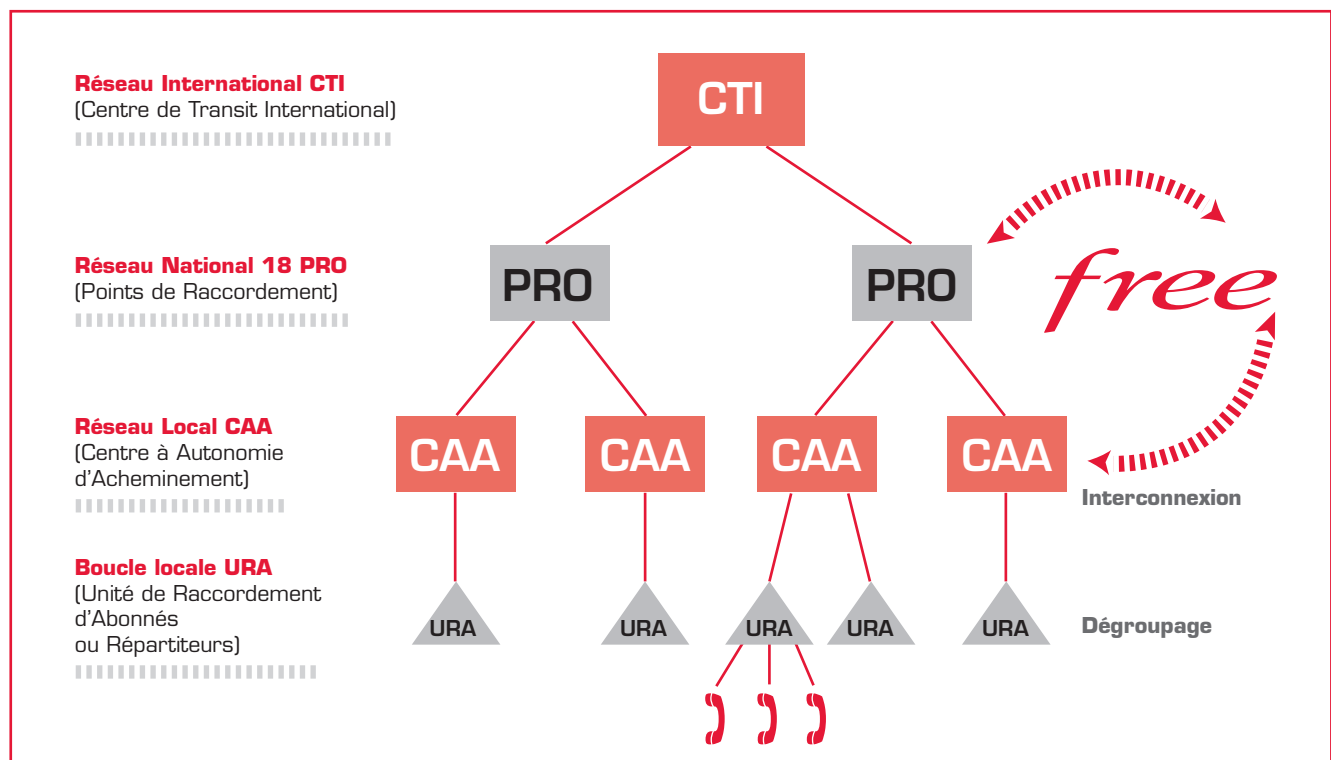 Réseau International CTI
(Centre de Transit International)
CTI
Réseau National 18 PRO
(Points de Raccordement)
PRO
PRO
free
Réseau Local CAA
(Centre à Autonomie
d'Acheminement)
CAA
CAA
CAA
CAA
Interconnexion
Boucle locale URA
(Unité de Raccordement
d'Abonnés
ou Répartiteurs)
URA
URA
URA
URA
URA
Dégroupage